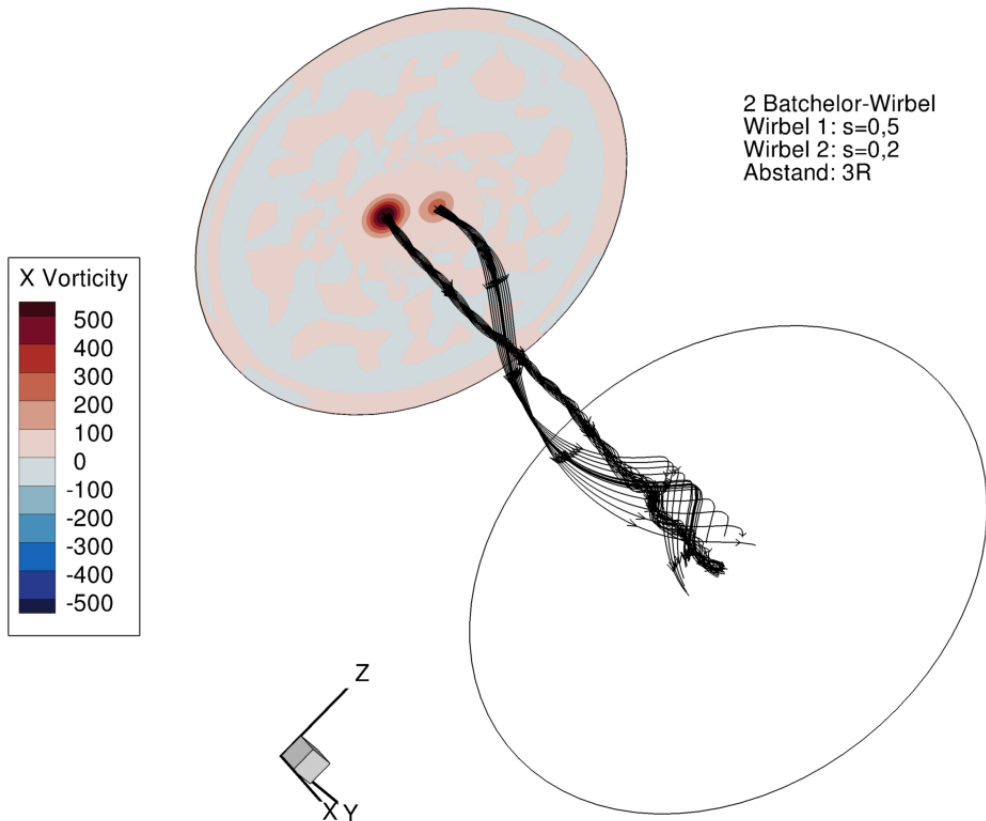 2 Batchelor-Wirbel
Wirbel 1: s=0,5
Wirbel 2: s=0,2
Abstand: 3R
X Vorticity
500
400
300
200
100
0
-100
-200
-300
-400
-500
Z
X Y